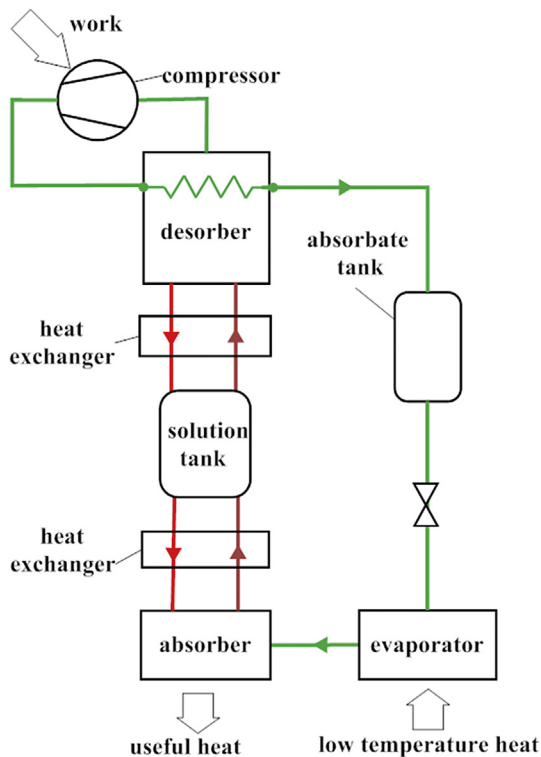 work
compressor
desorber
absorbate
tank
heat
exchanger
solution
tank
heat
exchanger
absorber
evaporator
useful heat
low temperature heat